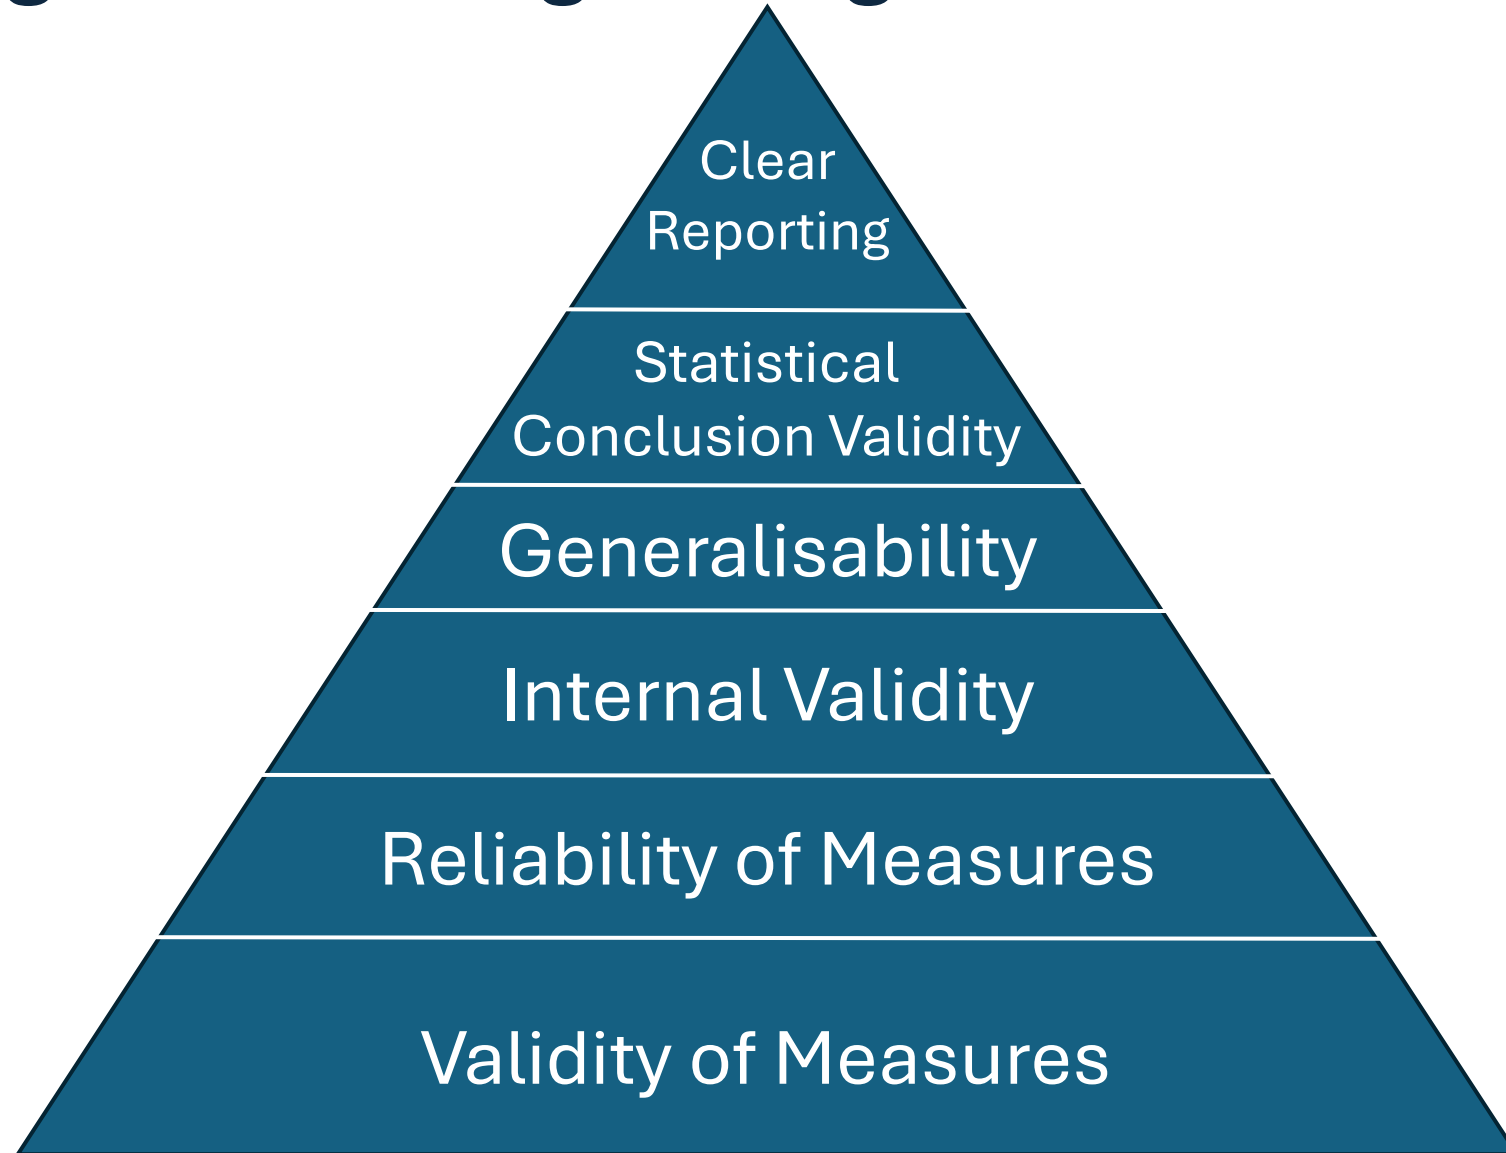 Clear
Reporting
Statistical
Conclusion Validity
Generalisability
Internal Validity
Reliability of Measures
Validity of Measures